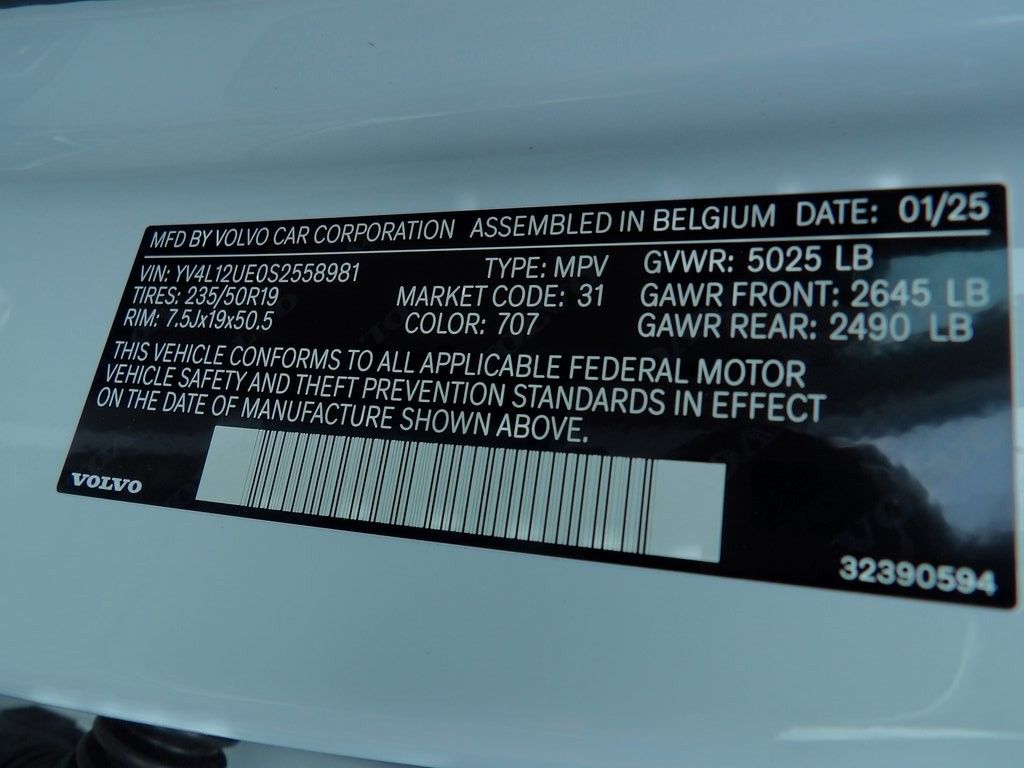 MFD BY VOLVO CAR CORPORATION ASSEMBLED IN BELGIUM DATE: 01/25
VIN: YV4L12UE0S2558981 TYPE: MPV GVWR: 5025 LB
TIRES: 235/50R19 MARKET CODE: 31 GAWR FRONT: 2645 LB
RIM: 7.5Jx19x50.5 COLOR: 707 GAWR REAR: 2490 LB
THIS VEHICLE CONFORMS TO ALL APPLICABLE FEDERAL MOTOR
VEHICLE SAFETY AND THEFT PREVENTION STANDARDS IN EFFECT
ON THE DATE OF MANUFACTURE SHOWN ABOVE.
VOLVO
32390594